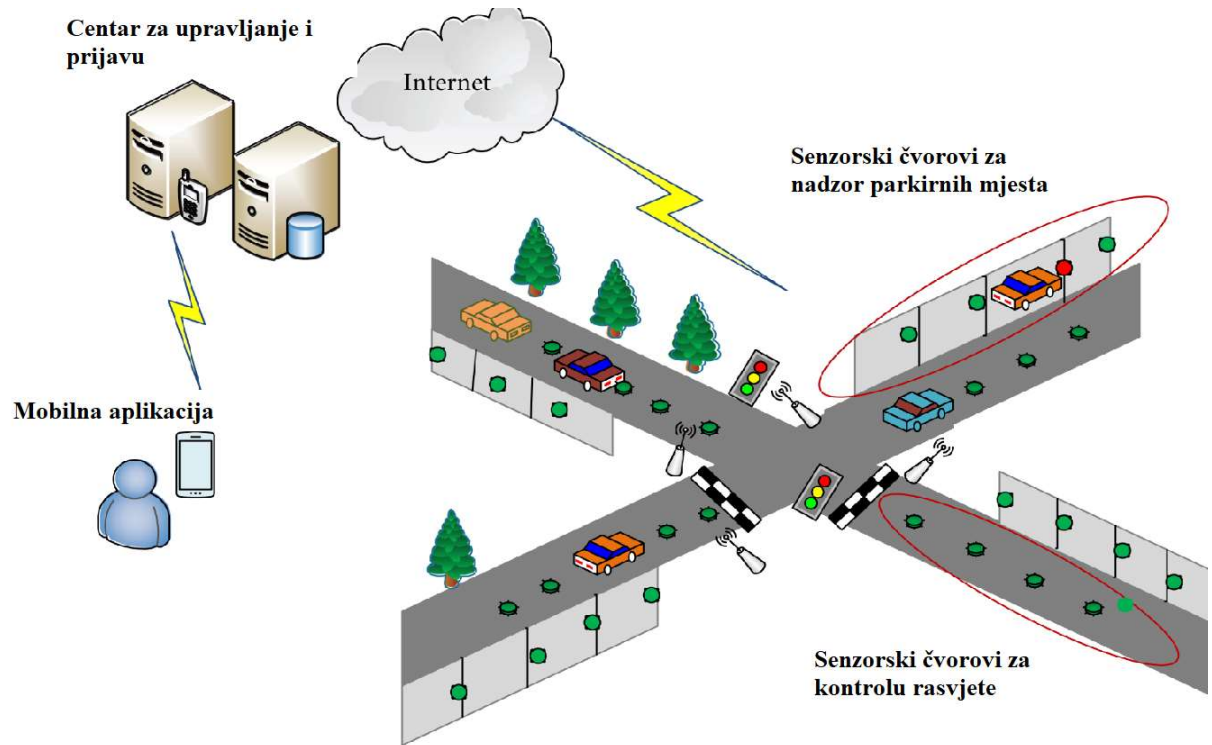 Centar za upravljanje i
prijavu
Internet
Senzorski čvorovi za
nadzor parkirnih mjesta
Mobilna aplikacija
Senzorski čvorovi za
kontrolu rasvjete